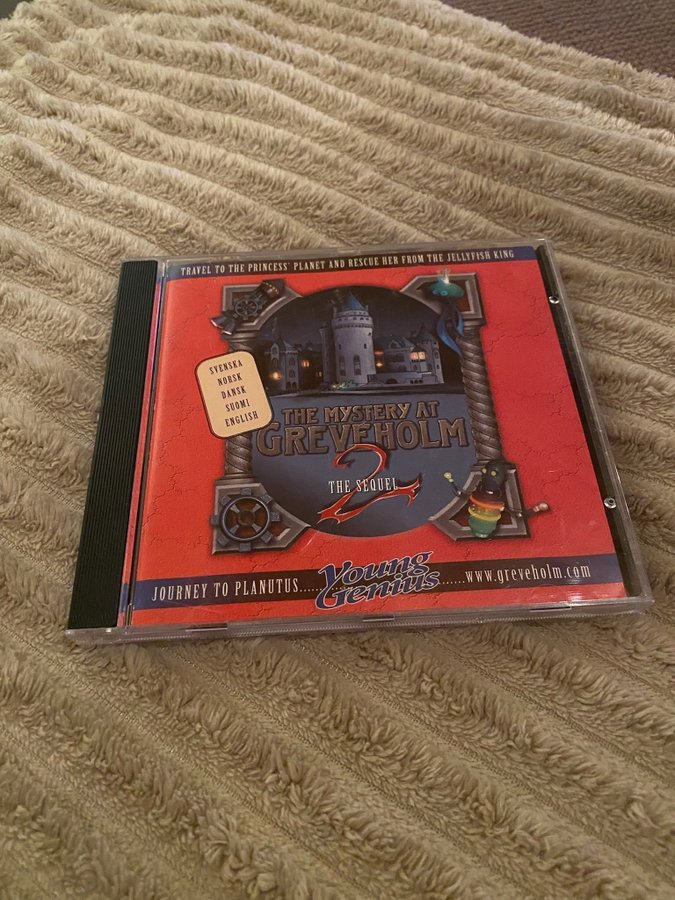 TRAVEL TO THE PRINCESS' PLANET AND RESCUE HER FROM THE JELLYFISH KING
SVENSKA
NORSK
DANSK
SUOMI
ENGLISH
THE MYSTERY AT
GREVEHOLM
2
THE SEQUEL
JOURNEY TO PLANUTUS......Young Genius......www.greveholm.com